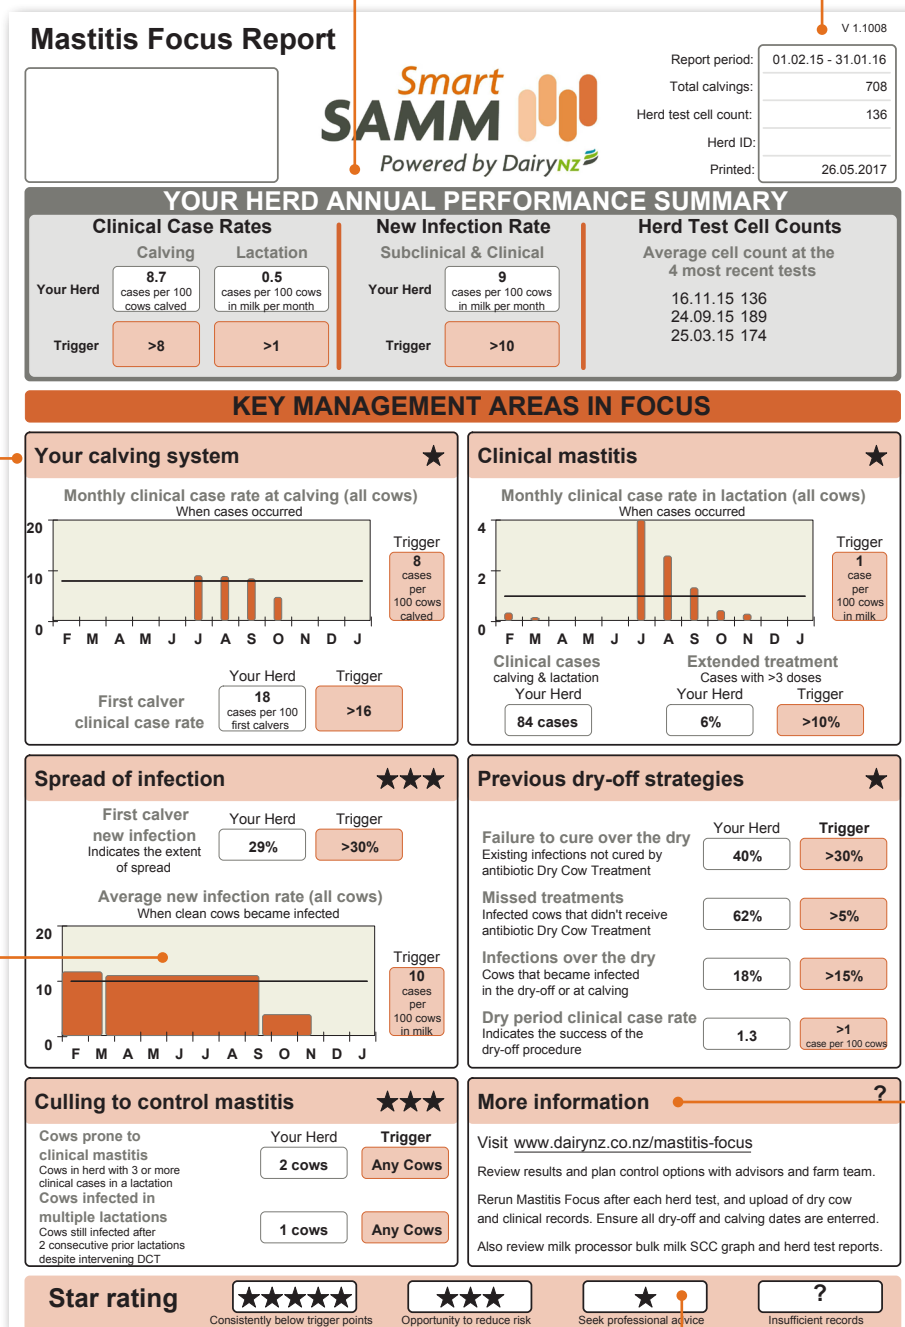 V 1.1008
Mastitis Focus Report
Smart
SAMM
Powered by DairyNZ
Report period: 01.02.15 - 31.01.16
Total calvings: 708
Herd test cell count: 136
Herd ID:
Printed: 26.05.2017
YOUR HERD ANNUAL PERFORMANCE SUMMARY
Clinical Case Rates
Calving Lactation
Your Herd
8.7
cases per 100
cows calved
0.5
cases per 100 cows
in milk per month
Trigger >8 >1
New Infection Rate
Subclinical & Clinical
Your Herd
9
cases per 100 cows
in milk per month
Trigger >10
Herd Test Cell Counts
Average cell count at the
4 most recent tests
16.11.15 136
24.09.15 189
25.03.15 174
KEY MANAGEMENT AREAS IN FOCUS
Your calving system ★
Monthly clinical case rate at calving (all cows)
When cases occurred
20
10
0
F M A M J J A S O N D J
Trigger
8
cases
per
100 cows
calved
First calver
clinical case rate
Your Herd
18
cases per 100
first calvers
Trigger
>16
Clinical mastitis ★
Monthly clinical case rate in lactation (all cows)
When cases occurred
4
2
0
F M A M J J A S O N D J
Trigger
1
case
per
100 cows
in milk
Clinical cases
calving & lactation
Your Herd
84 cases
Extended treatment
Cases with >3 doses
Your Herd Trigger
6% >10%
Spread of infection ★★★
First calver
new infection
Indicates the extent
of spread
Your Herd Trigger
29% >30%
Average new infection rate (all cows)
When clean cows became infected
20
10
0
F M A M J J A S O N D J
Trigger
10
cases
per
100 cows
in milk
Previous dry-off strategies ★
Your Herd Trigger
Failure to cure over the dry
Existing infections not cured by
antibiotic Dry Cow Treatment
40% >30%
Missed treatments
Infected cows that didn't receive
antibiotic Dry Cow Treatment
62% >5%
Infections over the dry
Cows that became infected
in the dry-off or at calving
18% >15%
Dry period clinical case rate
Indicates the success of the
dry-off procedure
1.3
>1
case per 100 cows
Culling to control mastitis ★★★
Your Herd Trigger
Cows prone to
clinical mastitis
Cows in herd with 3 or more
clinical cases in a lactation
2 cows Any Cows
Cows infected in
multiple lactations
Cows still infected after
2 consecutive prior lactations
despite intervening DCT
1 cows Any Cows
More information ?
Visit www.dairynz.co.nz/mastitis-focus
Review results and plan control options with advisors and farm team.
Rerun Mastitis Focus after each herd test, and upload of dry cow
and clinical records. Ensure all dry-off and calving dates are enterred.
Also review milk processor bulk milk SCC graph and herd test reports.
Star rating
★★★★★
Consistently below trigger points
★★★
Opportunity to reduce risk
★
Seek professional advice
?
Insufficient records